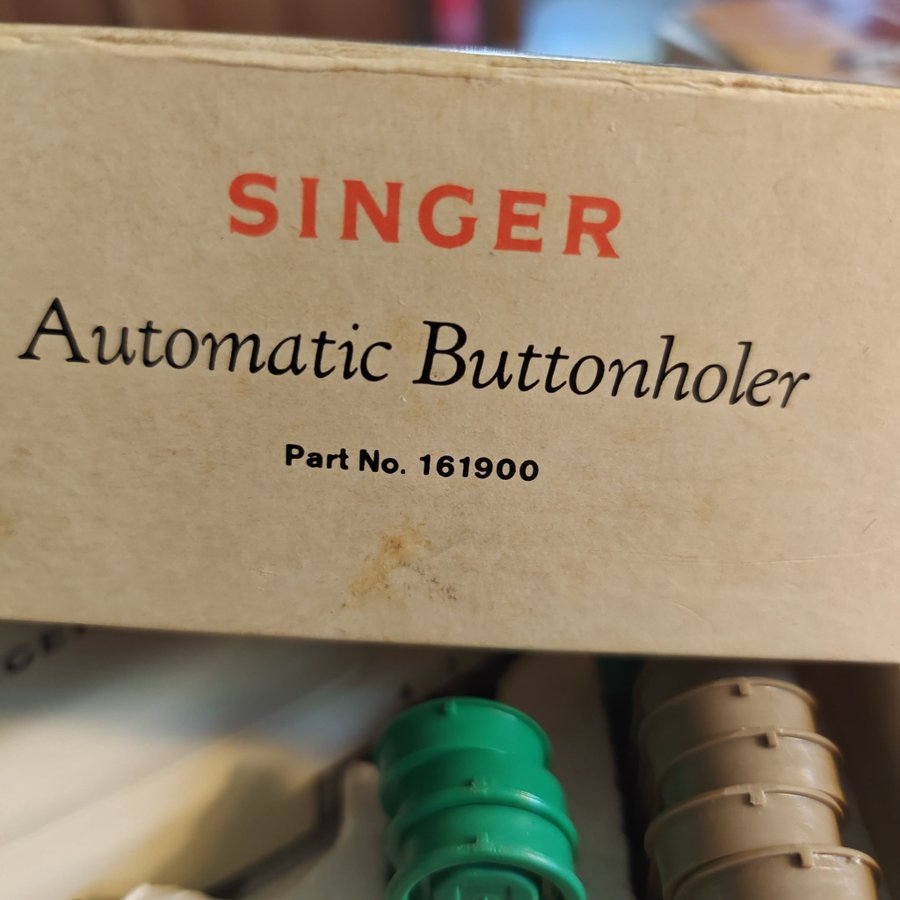 SINGER
Automatic Buttonholer
Part No. 161900